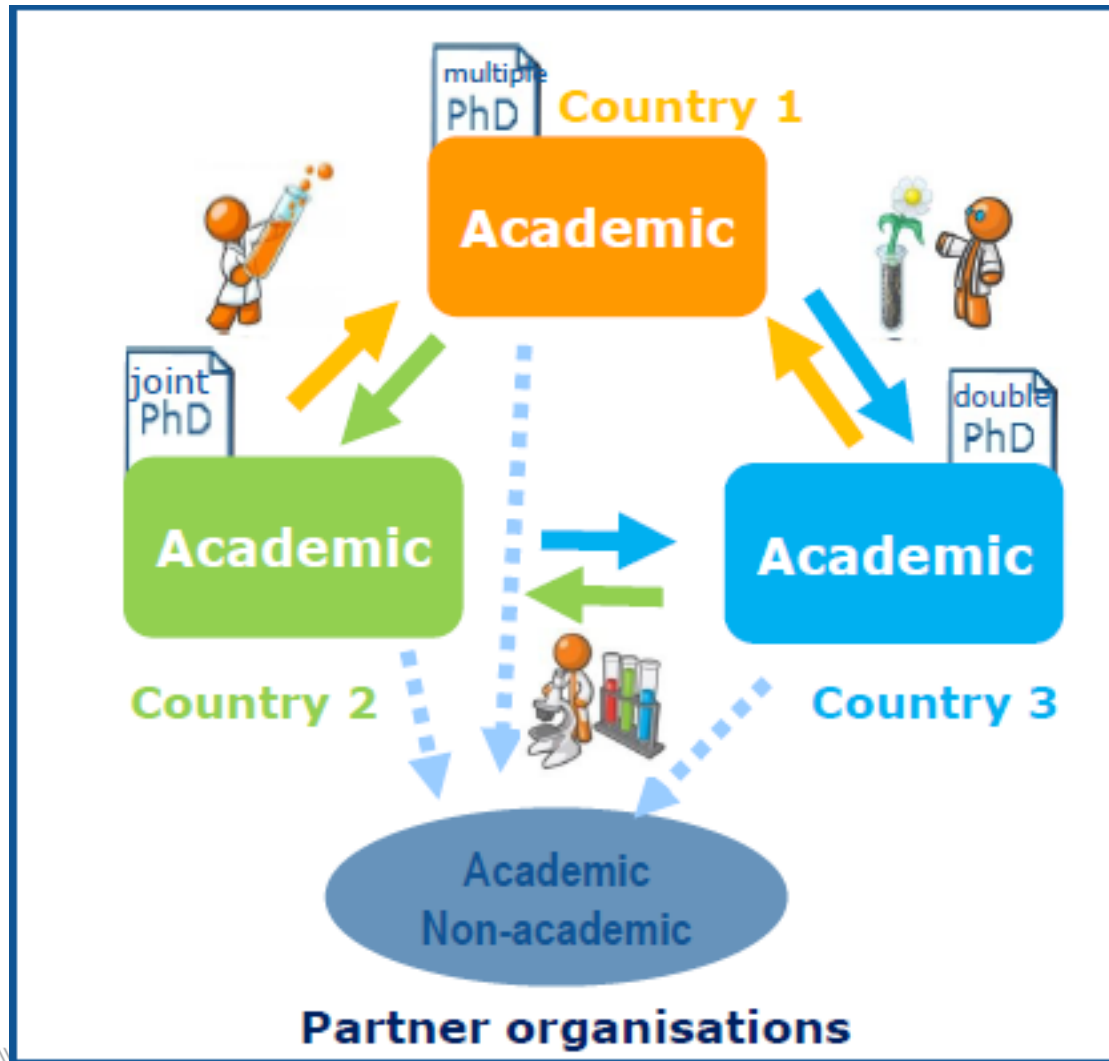 multiple
PhD
Country 1
Academic
joint
PhD
double
PhD
Academic
Academic
Country 2
Country 3
Academic
Non-academic
Partner organisations